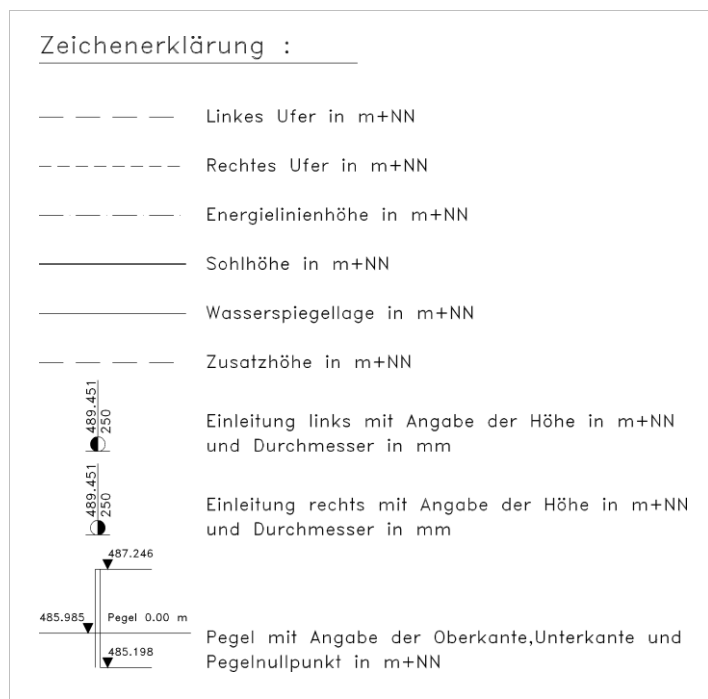 Zeichenerklärung :
Linkes Ufer in m+NN
Rechtes Ufer in m+NN
Energielinienhöhe in m+NN
Sohlhöhe in m+NN
Wasserspiegellage in m+NN
Zusatzhöhe in m+NN
489.451
250
Einleitung links mit Angabe der Höhe in m+NN
und Durchmesser in mm
489.451
250
Einleitung rechts mit Angabe der Höhe in m+NN
und Durchmesser in mm
487.246
485.985 Pegel 0.00 m
485.198
Pegel mit Angabe der Oberkante,Unterkante und
Pegelnullpunkt in m+NN